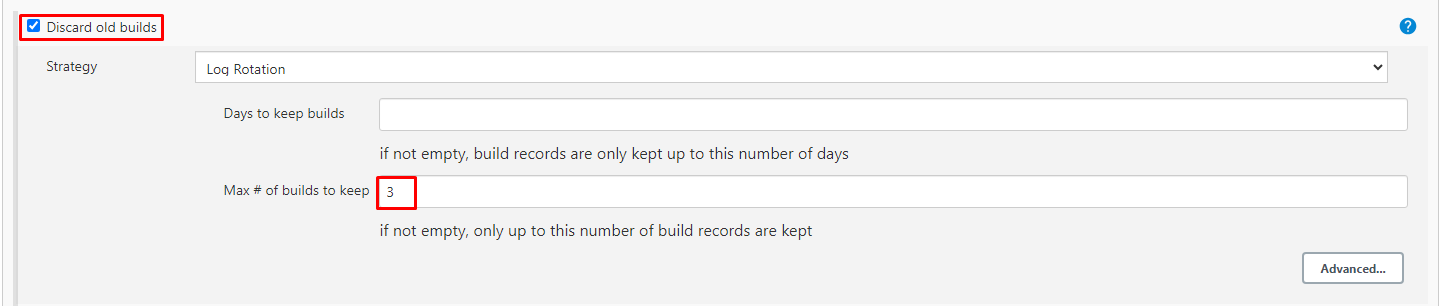 Discard old builds
?
Strategy
Log Rotation
Days to keep builds
if not empty, build records are only kept up to this number of days
Max # of builds to keep
3
if not empty, only up to this number of build records are kept
Advanced...